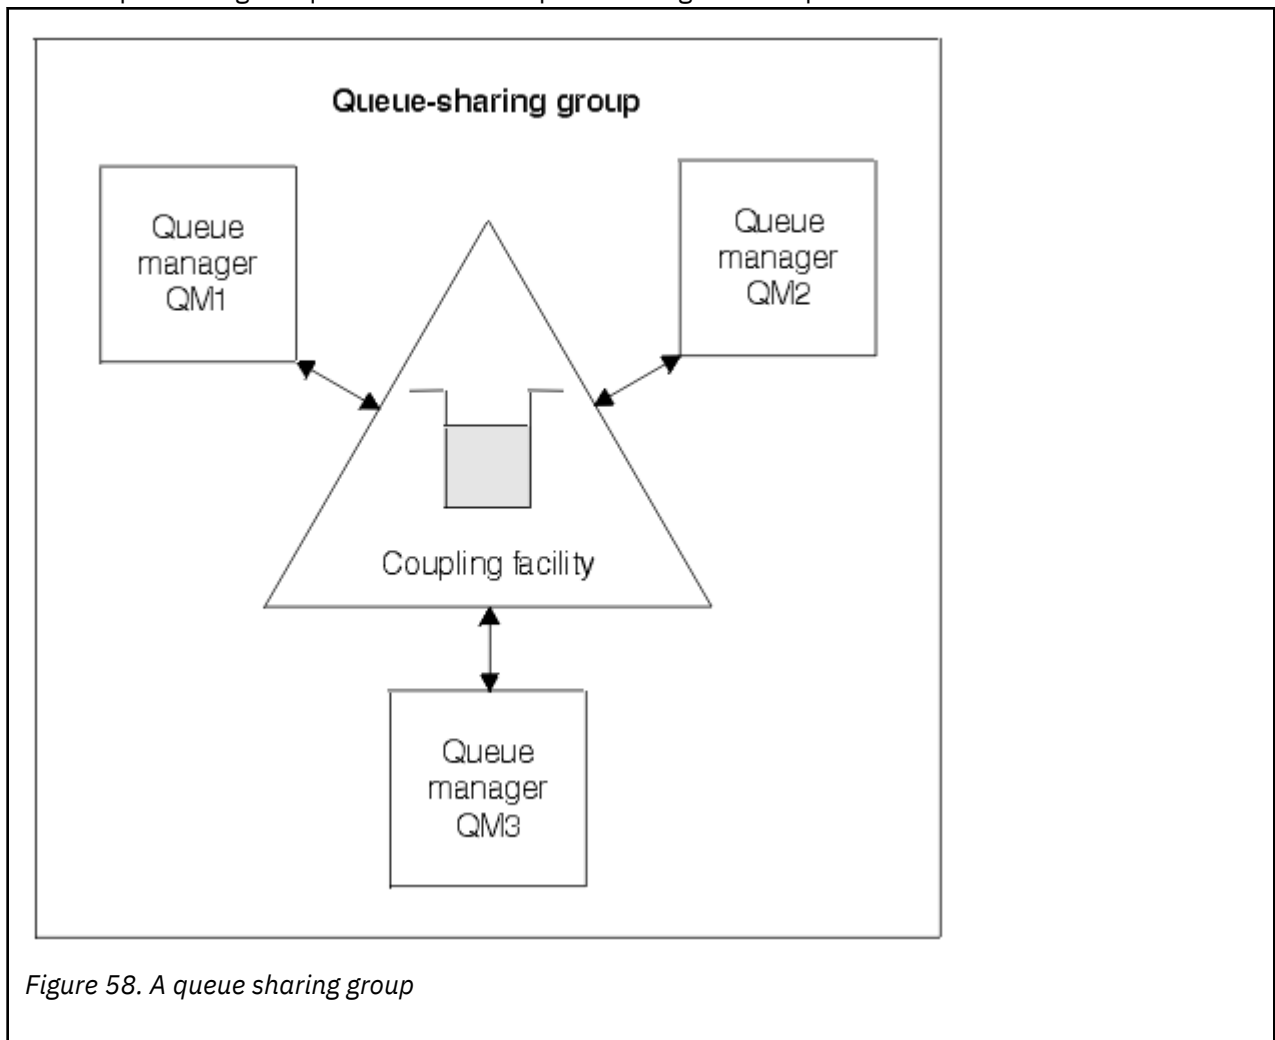 Queue-sharing group
Queue
manager
QM1
Queue
manager
QM2
Coupling facility
Queue
manager
QM3
Figure 58. A queue sharing group